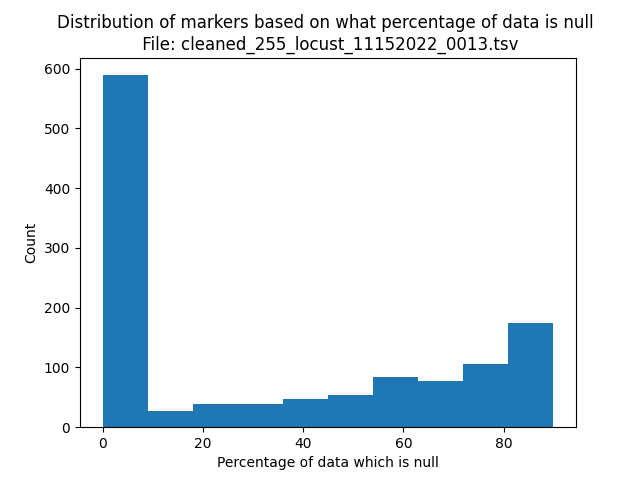 Distribution of markers based on what percentage of data is null
File: cleaned_255_locust_11152022_0013.tsv
600
500
400
300
200
100
0
Count
0 20 40 60 80
Percentage of data which is null